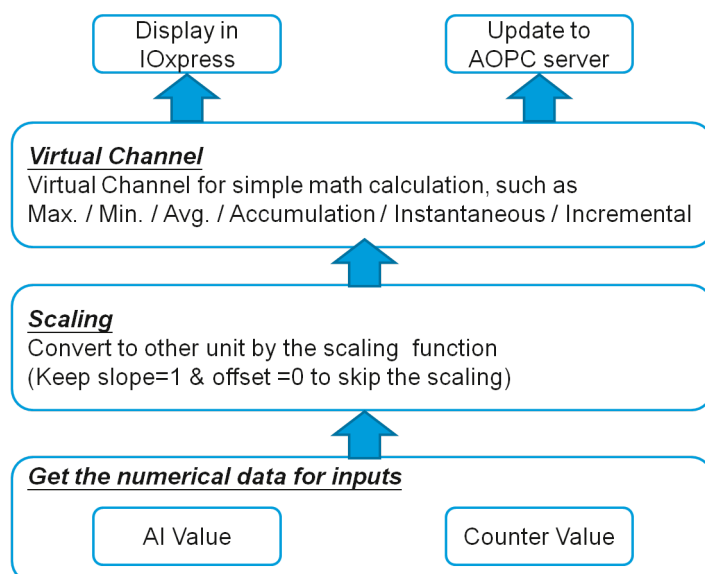 Display in
IOxpress
Update to
AOPC server
Virtual Channel
Virtual Channel for simple math calculation, such as
Max. / Min. / Avg. / Accumulation / Instantaneous / Incremental
Scaling
Convert to other unit by the scaling function
(Keep slope=1 & offset =0 to skip the scaling)
Get the numerical data for inputs
AI Value
Counter Value